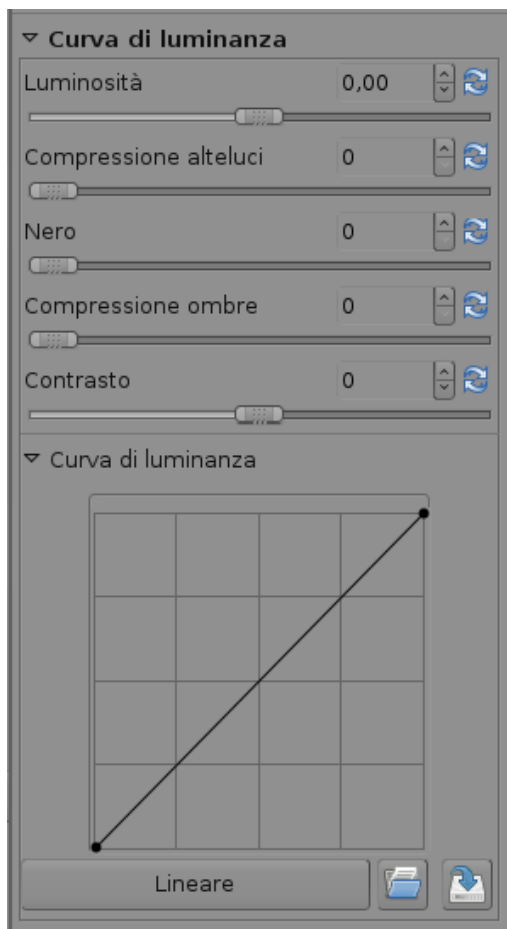 Curva di luminanza
Luminosità 0,00
Compressione alteluci 0
Nero 0
Compressione ombre 0
Contrasto 0
Curva di luminanza
Lineare